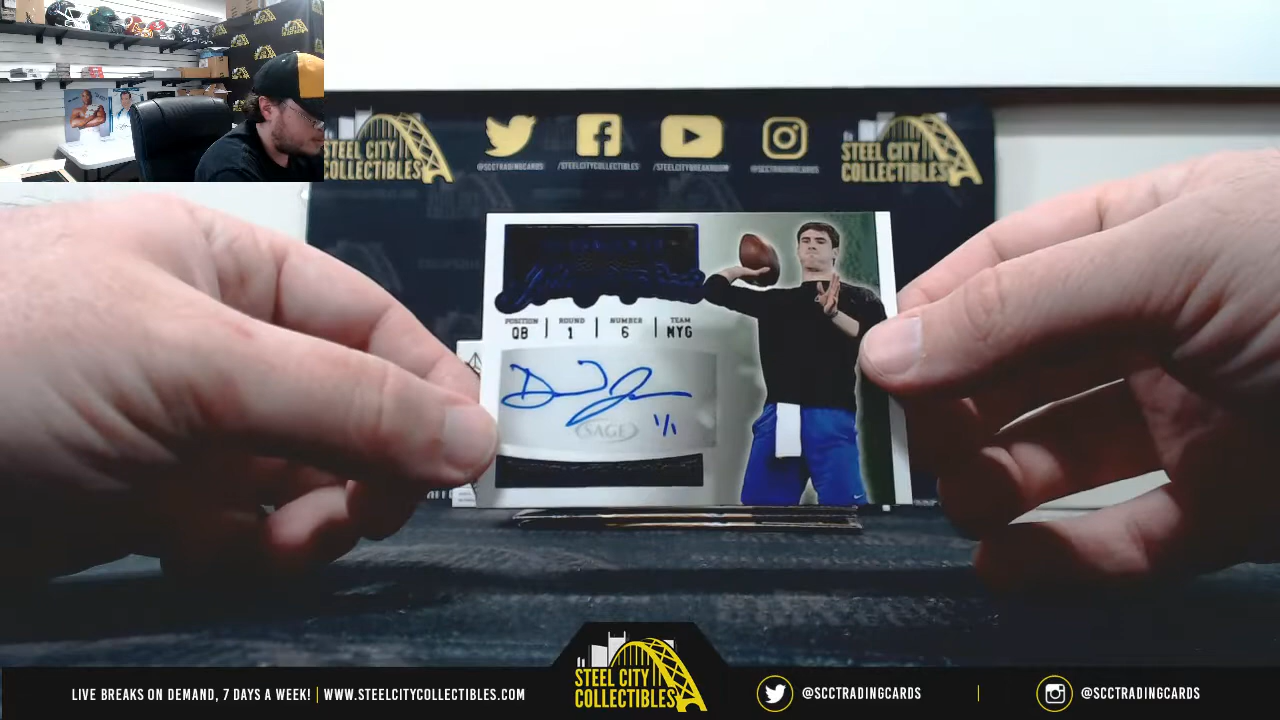 STEEL CITY
COLLECTIBLES
@SCCTRADINGCARDS
/STEELCITYCOLLECTIBLES
/STEELCITYBREAKROOM
@SCCTRADINGCARDS
STEEL CITY
COLLECTIBLES
POSITION ROUND NUMBER TEAM
QB 1 6 NYG
SAGE
1/1
STEEL CITY
COLLECTIBLES
LIVE BREAKS ON DEMAND, 7 DAYS A WEEK! | WWW.STEELCITYCOLLECTIBLES.COM
@SCCTRADINGCARDS
@SCCTRADINGCARDS